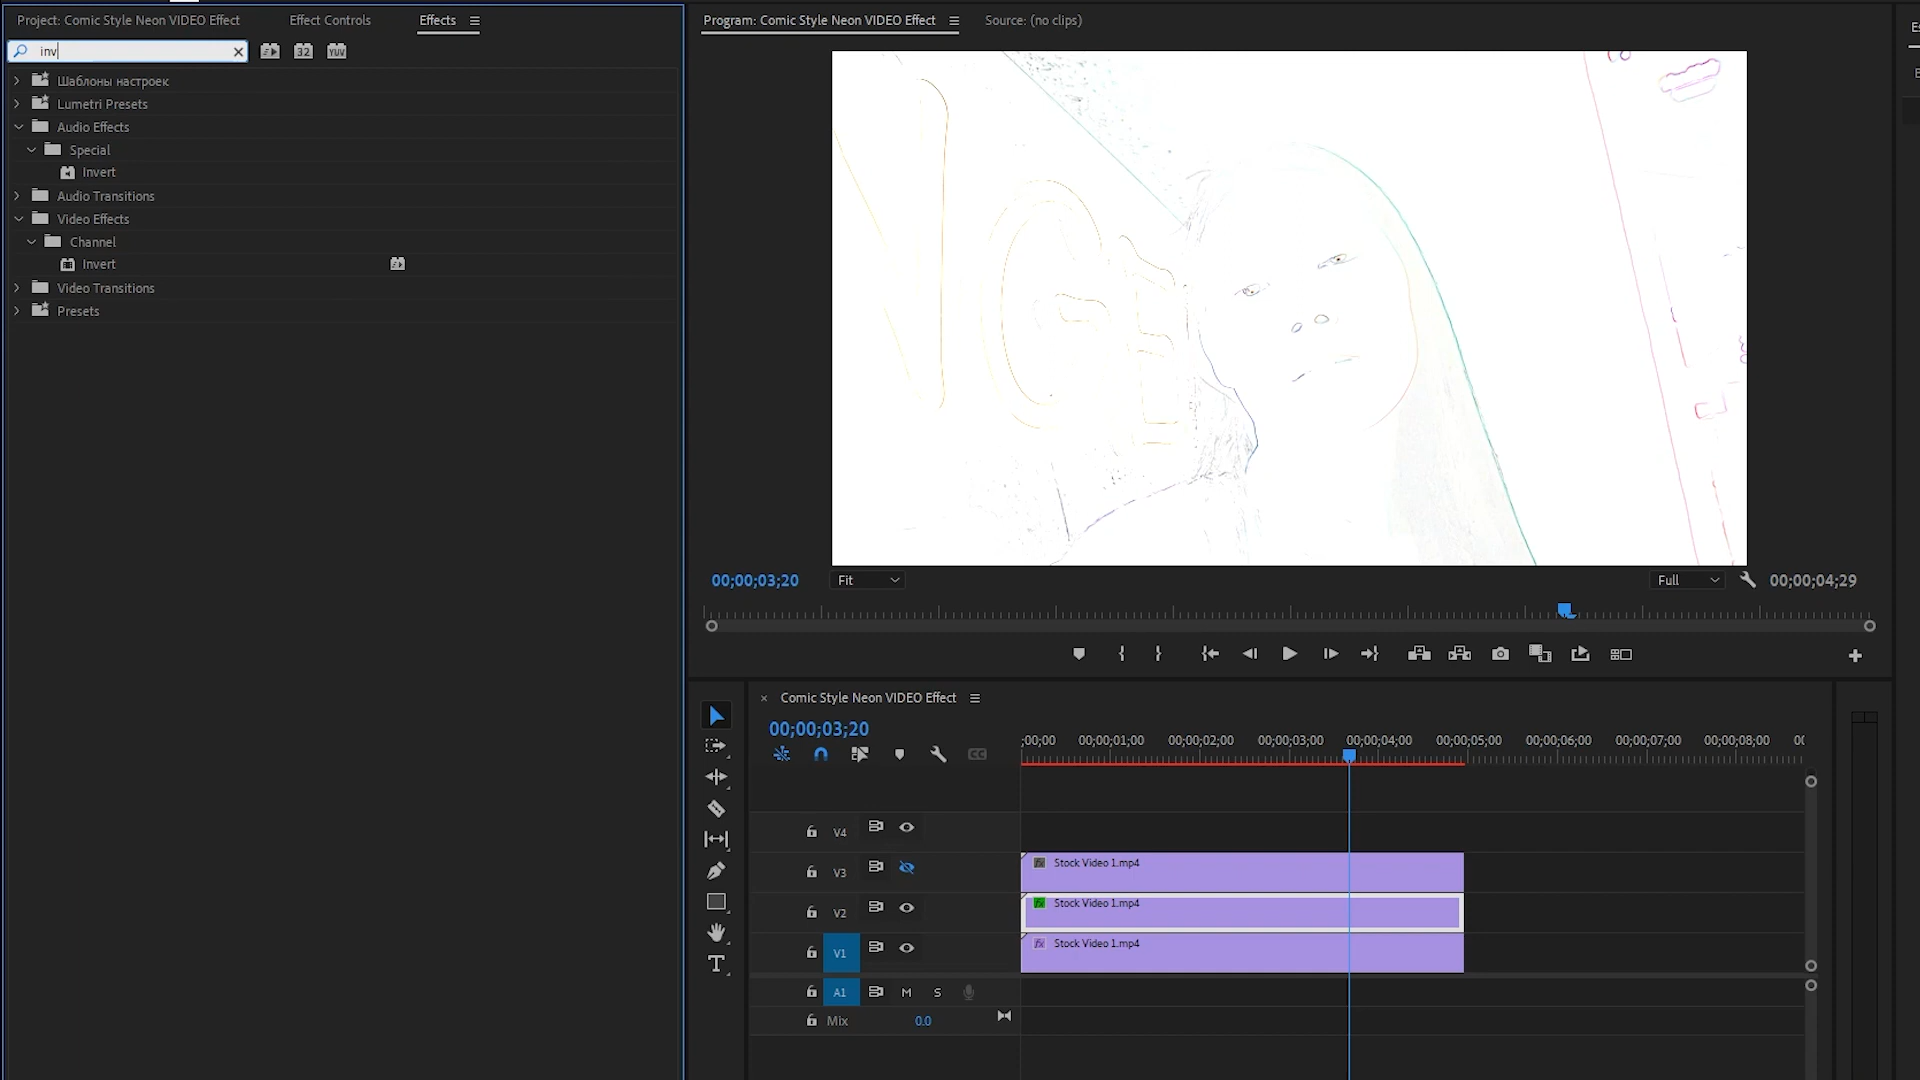 Project: Comic Style Neon VIDEO Effect
Effect Controls
Effects
inv
32
YUV
Шаблоны настроек
Lumetri Presets
Audio Effects
Special
Invert
Audio Transitions
Video Effects
Channel
Invert
Video Transitions
Presets
Program: Comic Style Neon VIDEO Effect
Source: (no clips)
00;00;03;20
Fit
Full
00;00;04;29
Comic Style Neon VIDEO Effect
00;00;03;20
;00;00
00;00;01;00
00;00;02;00
00;00;03;00
00;00;04;00
00;00;05;00
00;00;06;00
00;00;07;00
00;00;08;00
V4
V3
fx Stock Video 1.mp4
V2
fx Stock Video 1.mp4
V1
fx Stock Video 1.mp4
A1
M
S
Mix
0.0